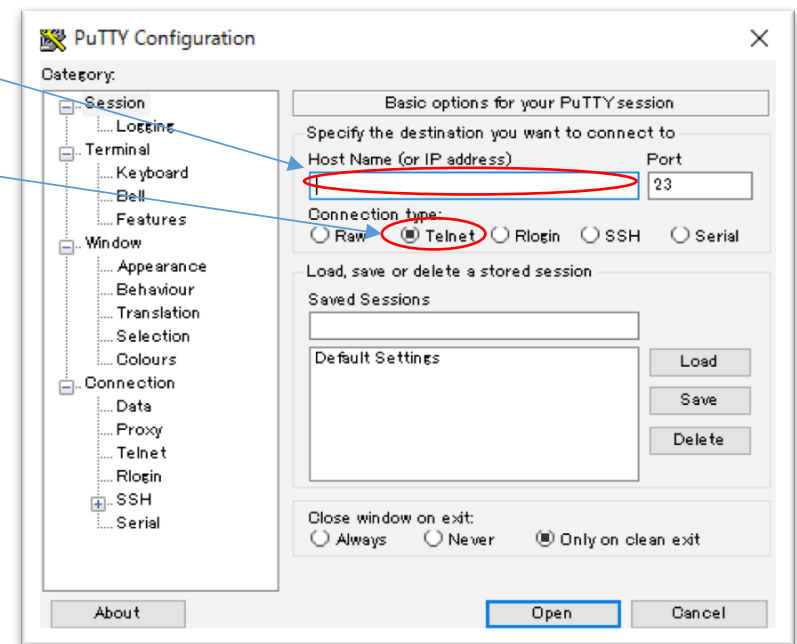 PuTTY Configuration
Category:
Session
Logging
Terminal
Keyboard
Bell
Features
Window
Appearance
Behaviour
Translation
Selection
Colours
Connection
Data
Proxy
Telnet
Rlogin
SSH
Serial
Basic options for your PuTTY session
Specify the destination you want to connect to
Host Name (or IP address) Port
23
Connection type:
Raw Telnet Rlogin SSH Serial
Load, save or delete a stored session
Saved Sessions
Default Settings
Load
Save
Delete
Close window on exit:
Always Never Only on clean exit
About Open Cancel